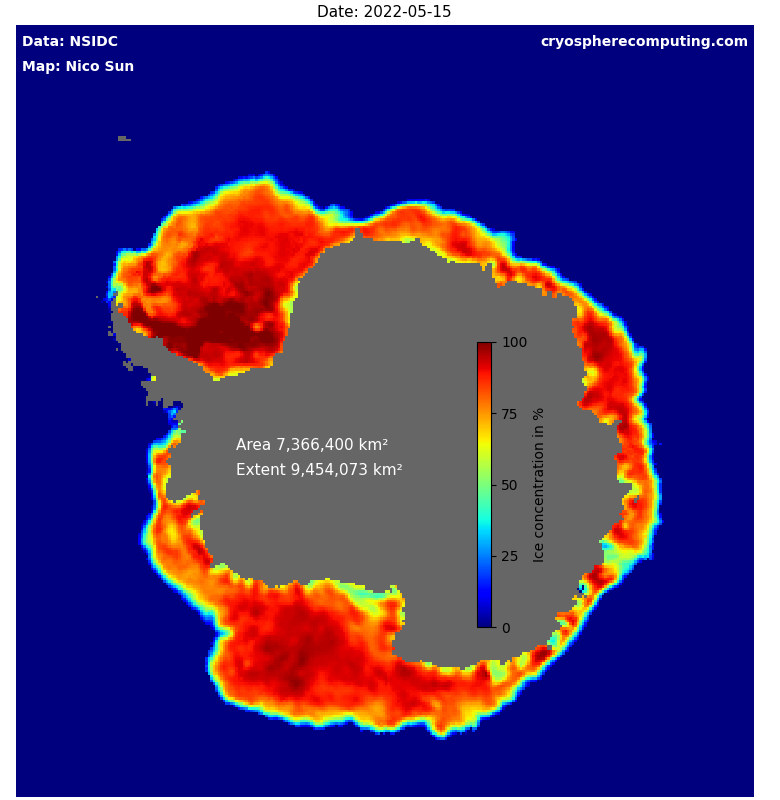 Date: 2022-05-15
Data: NSIDC
cryospherecomputing.com
Map: Nico Sun
100
75
50
25
0
Ice concentration in %
Area 7,366,400 km²
Extent 9,454,073 km²